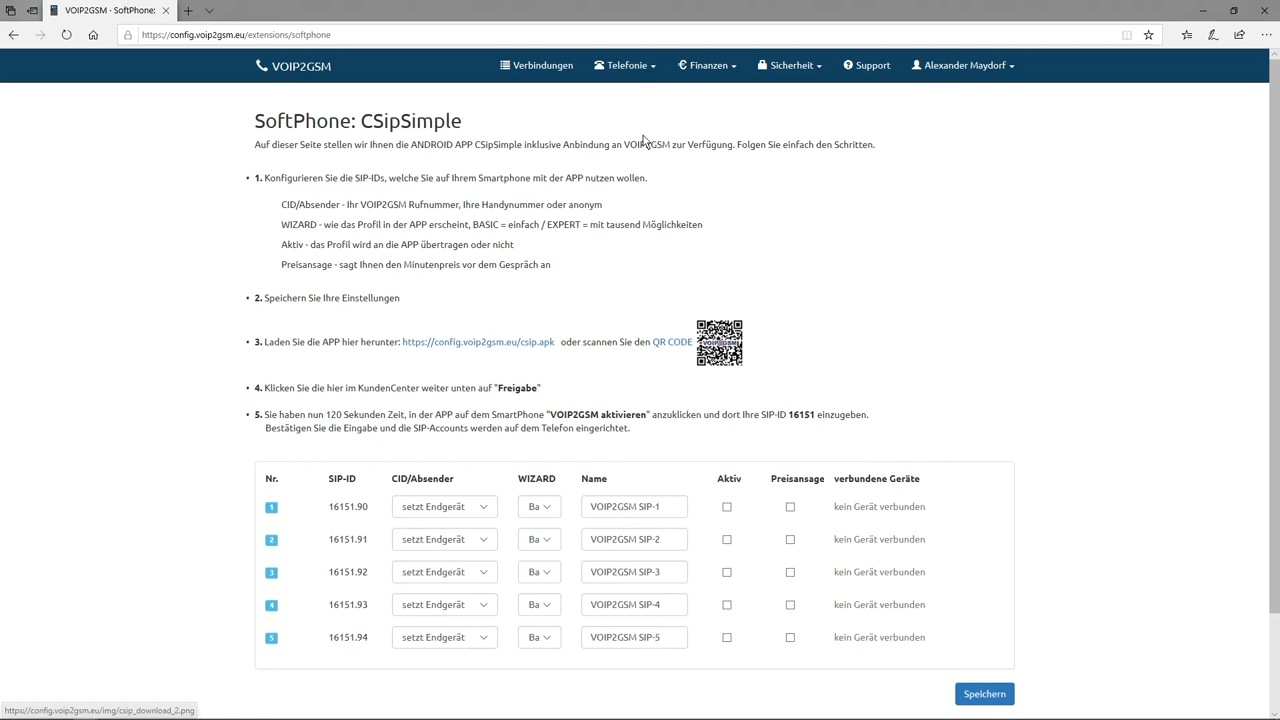 VOIP2GSM - SoftPhone:
https://config.voip2gsm.eu/extensions/softphone
VOIP2GSM
Verbindungen
Telefonie
Finanzen
Sicherheit
Support
Alexander Maydorf
SoftPhone: CSipSimple
Auf dieser Seite stellen wir Ihnen die ANDROID APP CSipSimple inklusive Anbindung an VOIP2GSM zur Verfügung. Folgen Sie einfach den Schritten.
• 1. Konfigurieren Sie die SIP-IDs, welche Sie auf Ihrem Smartphone mit der APP nutzen wollen.
CID/Absender - Ihr VOIP2GSM Rufnummer, Ihre Handynummer oder anonym
WIZARD - wie das Profil in der APP erscheint, BASIC = einfach / EXPERT = mit tausend Möglichkeiten
Aktiv - das Profil wird an die APP übertragen oder nicht
Preisansage - sagt Ihnen den Minutenpreis vor dem Gespräch an
• 2. Speichern Sie Ihre Einstellungen
• 3. Laden Sie die APP hier herunter: https://config.voip2gsm.eu/csip.apk oder scannen Sie den QR CODE
VOIP2GSM
• 4. Klicken Sie die hier im KundenCenter weiter unten auf "Freigabe"
• 5. Sie haben nun 120 Sekunden Zeit, in der APP auf dem SmartPhone "VOIP2GSM aktivieren" anzuklicken und dort Ihre SIP-ID 16151 einzugeben.
Bestätigen Sie die Eingabe und die SIP-Accounts werden auf dem Telefon eingerichtet.
Nr. SIP-ID CID/Absender WIZARD Name Aktiv Preisansage verbundene Geräte
1 16151.90 setzt Endgerät Ba VOIP2GSM SIP-1 kein Gerät verbunden
2 16151.91 setzt Endgerät Ba VOIP2GSM SIP-2 kein Gerät verbunden
3 16151.92 setzt Endgerät Ba VOIP2GSM SIP-3 kein Gerät verbunden
4 16151.93 setzt Endgerät Ba VOIP2GSM SIP-4 kein Gerät verbunden
5 16151.94 setzt Endgerät Ba VOIP2GSM SIP-5 kein Gerät verbunden
Speichern
https://config.voip2gsm.eu/img/csip_download_2.png